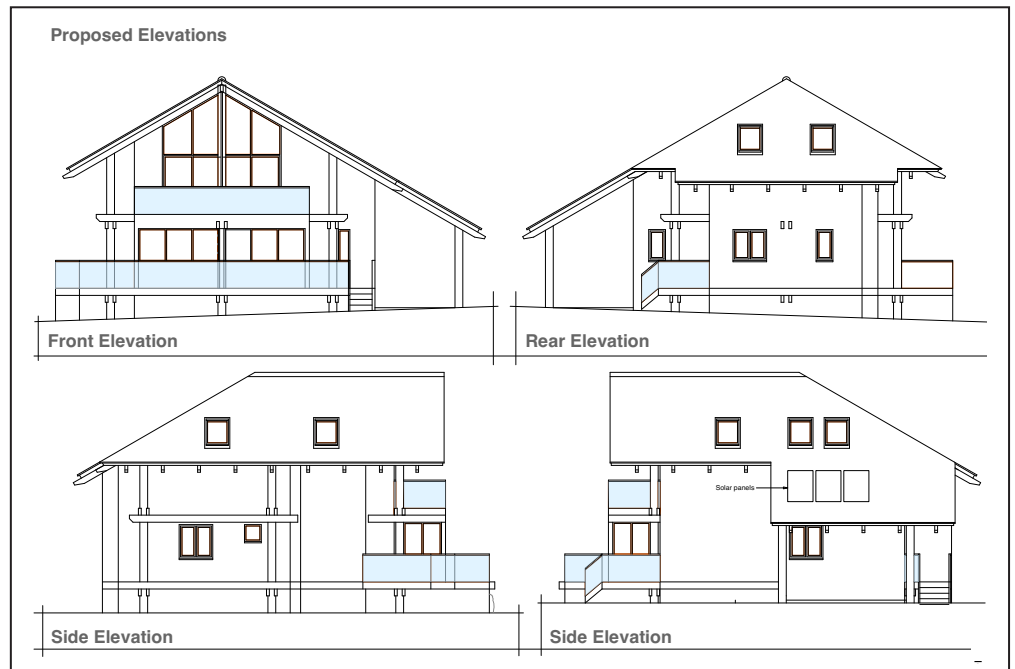 Proposed Elevations
Front Elevation
Rear Elevation
Solar panels
Side Elevation
Side Elevation